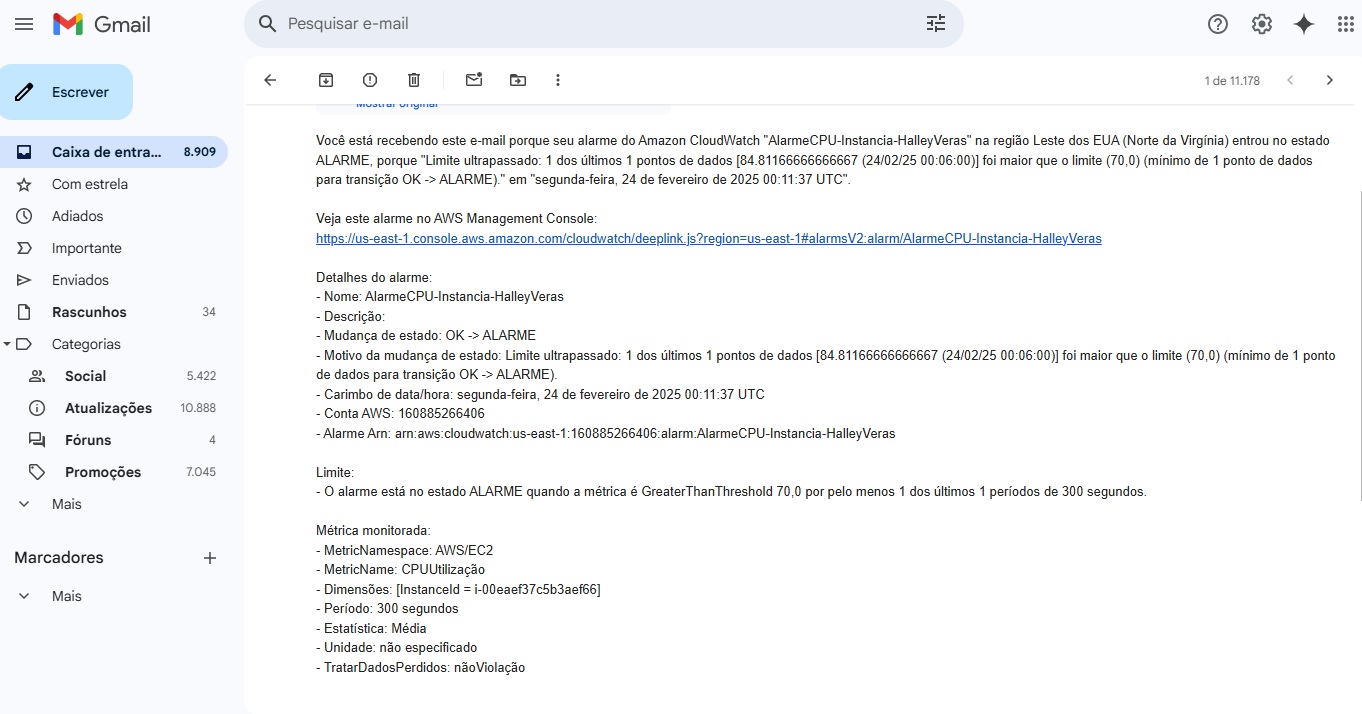 Gmail
Pesquisar e-mail
Escrever
1 de 11.178
Mostrar original
Caixa de entra... 8.909
Com estrela
Adiados
Importante
Enviados
Rascunhos 34
Categorias
Social 5.422
Atualizações 10.888
Fóruns 4
Promoções 7.045
Mais
Marcadores
Mais
Você está recebendo este e-mail porque seu alarme do Amazon CloudWatch "AlarmeCPU-Instancia-HalleyVeras" na região Leste dos EUA (Norte da Virgínia) entrou no estado
ALARME, porque "Limite ultrapassado: 1 dos últimos 1 pontos de dados [84.81166666666667 (24/02/25 00:06:00)] foi maior que o limite (70,0) (mínimo de 1 ponto de dados
para transição OK -> ALARME)." em "segunda-feira, 24 de fevereiro de 2025 00:11:37 UTC".
Veja este alarme no AWS Management Console:
https://us-east-1.console.aws.amazon.com/cloudwatch/deeplink.js?region=us-east-1#alarmsV2:alarm/AlarmeCPU-Instancia-HalleyVeras
Detalhes do alarme:
- Nome: AlarmeCPU-Instancia-HalleyVeras
- Descrição:
- Mudança de estado: OK -> ALARME
- Motivo da mudança de estado: Limite ultrapassado: 1 dos últimos 1 pontos de dados [84.81166666666667 (24/02/25 00:06:00)] foi maior que o limite (70,0) (mínimo de 1 ponto
de dados para transição OK -> ALARME).
- Carimbo de data/hora: segunda-feira, 24 de fevereiro de 2025 00:11:37 UTC
- Conta AWS: 160885266406
- Alarme Arn: arn:aws:cloudwatch:us-east-1:160885266406:alarm:AlarmeCPU-Instancia-HalleyVeras
Limite:
- O alarme está no estado ALARME quando a métrica é GreaterThanThreshold 70,0 por pelo menos 1 dos últimos 1 períodos de 300 segundos.
Métrica monitorada:
- MetricNamespace: AWS/EC2
- MetricName: CPUUtilização
- Dimensões: [InstanceId = i-00eaef37c5b3aef66]
- Período: 300 segundos
- Estatística: Média
- Unidade: não especificado
- TratarDadosPerdidos: nãoViolação